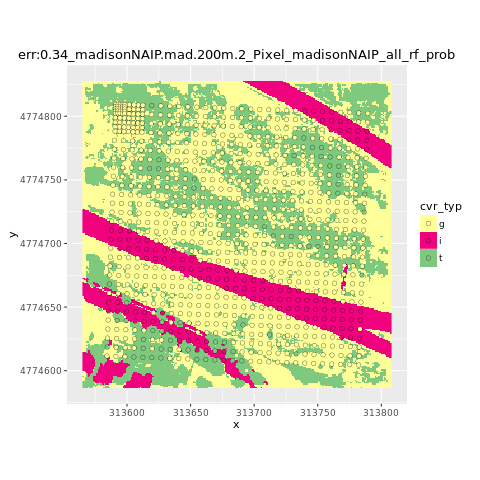 err:0.34_madisonNAIP.mad.200m.2_Pixel_madisonNAIP_all_rf_prob
4774800
4774750
4774700
4774650
4774600
y
313600 313650 313700 313750 313800
x
cvr_typ
g
i
t